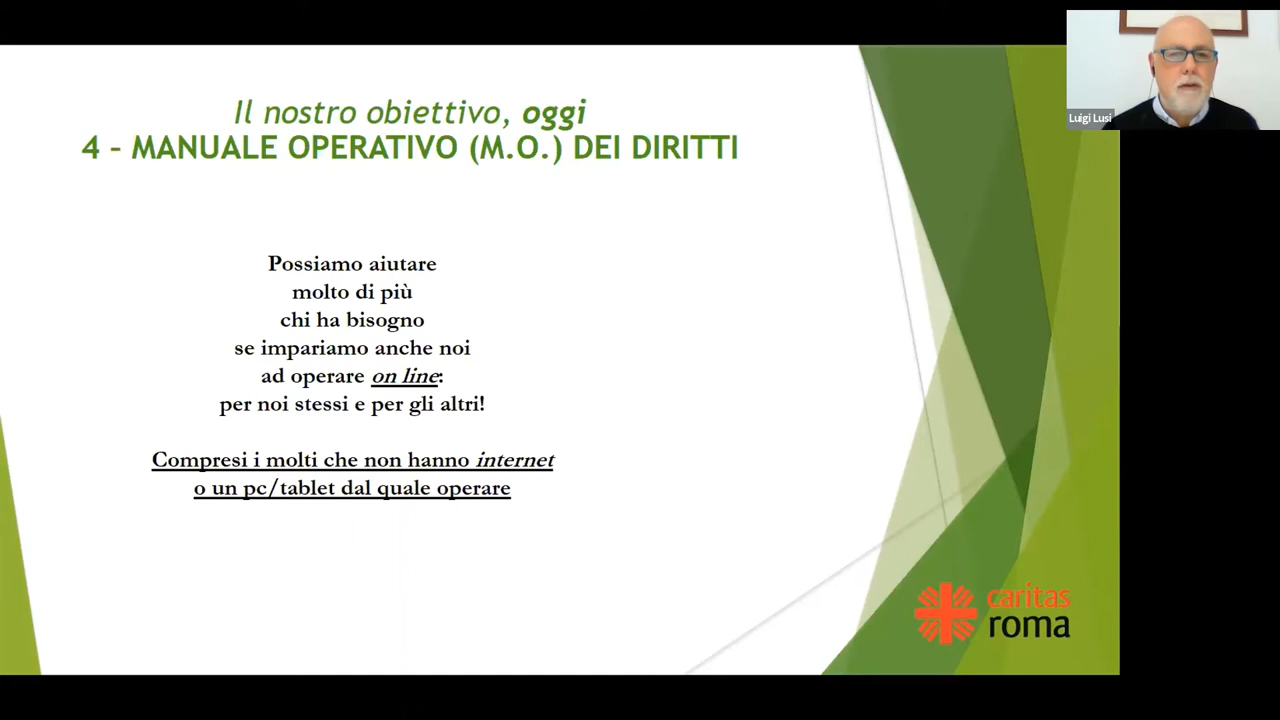 Il nostro obiettivo, oggi
4 - MANUALE OPERATIVO (M.O.) DEI DIRITTI
Possiamo aiutare
molto di più
chi ha bisogno
se impariamo anche noi
ad operare on line:
per noi stessi e per gli altri!
Compresi i molti che non hanno internet
o un pc/tablet dal quale operare
caritas
roma
Luigi Lusi